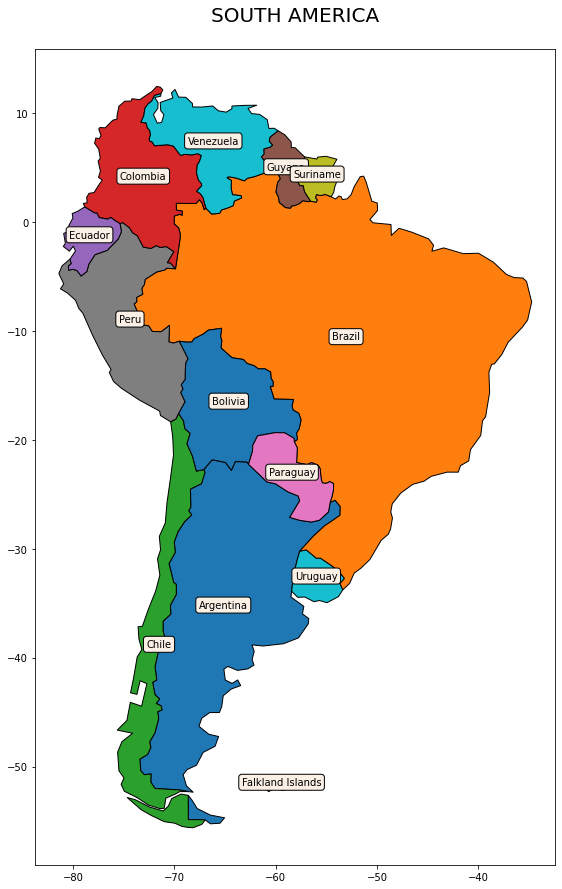 SOUTH AMERICA
10
Venezuela
Guyana
Suriname
Colombia
0
Ecuador
Peru
−10
Brazil
Bolivia
−20
Paraguay
−30
Uruguay
Argentina
Chile
−40
−50
Falkland Islands
−80
−70
−60
−50
−40